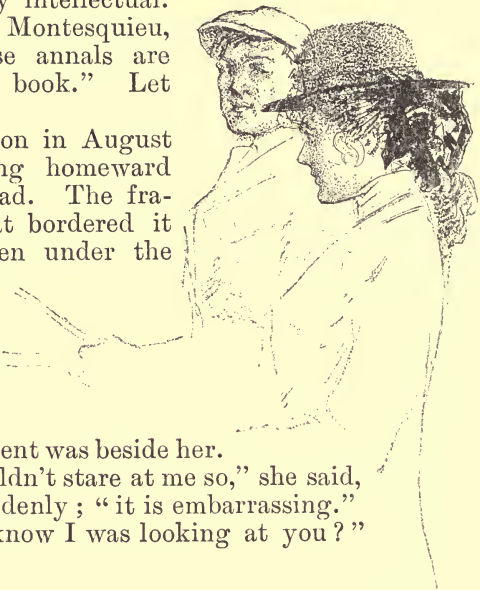 intellectual.
Montesquieu,
se annals are
book.” Let
on in August
ng homeward
ad. The fra-
at bordered it
en under the
ent was beside her.
ldn't stare at me so,” she said,
denly ; “ it is embarrassing.”
know I was looking at you ? ”